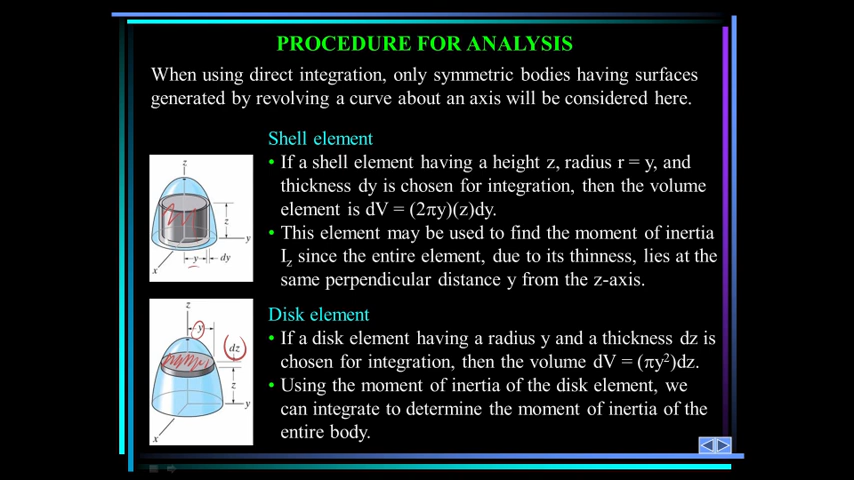 PROCEDURE FOR ANALYSIS
When using direct integration, only symmetric bodies having surfaces
generated by revolving a curve about an axis will be considered here.
Shell element
• If a shell element having a height z, radius r = y, and
thickness dy is chosen for integration, then the volume
element is dV = (2πy)(z)dy.
• This element may be used to find the moment of inertia
I_z since the entire element, due to its thinness, lies at the
same perpendicular distance y from the z-axis.
z
z
y
y
dy
x
Disk element
• If a disk element having a radius y and a thickness dz is
chosen for integration, then the volume dV = (πy²)dz.
• Using the moment of inertia of the disk element, we
can integrate to determine the moment of inertia of the
entire body.
z
y
dz
z
y
x